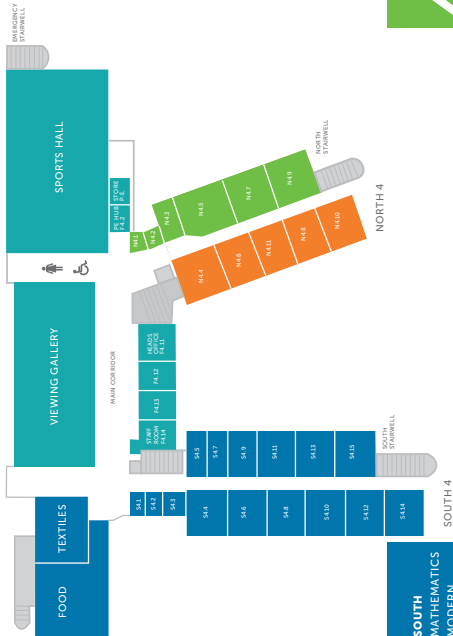 EMERGENCY
STAIRWELL
SPORTS HALL
PE HUB
F4.2
STORE
P.E.
N4.1
N4.2
N4.3
N4.5
N4.7
N4.9
NORTH
STAIRWELL
N4.4
N4.6
N4.11
N4.8
N4.10
NORTH 4
VIEWING GALLERY
MAIN CORRIDOR
HEADS
OFFICE
F4.11
F4.12
F4.13
STAFF
ROOM
F4.14
S4.5
S4.7
S4.9
S4.11
S4.13
S4.15
SOUTH
STAIRWELL
TEXTILES
FOOD
S4.1
S4.2
S4.3
S4.4
S4.6
S4.8
S4.10
S4.12
S4.14
SOUTH 4
SOUTH
MATHEMATICS
MODERN